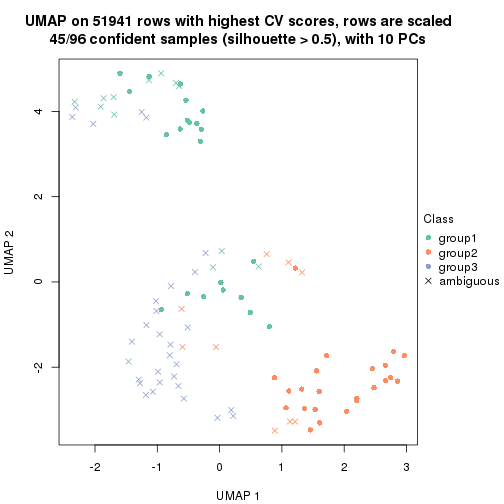 UMAP on 51941 rows with highest CV scores, rows are scaled
45/96 confident samples (silhouette > 0.5), with 10 PCs
UMAP 2
4
2
0
-2
-2
-1
0
1
2
3
UMAP 1
Class
group1
group2
group3
ambiguous